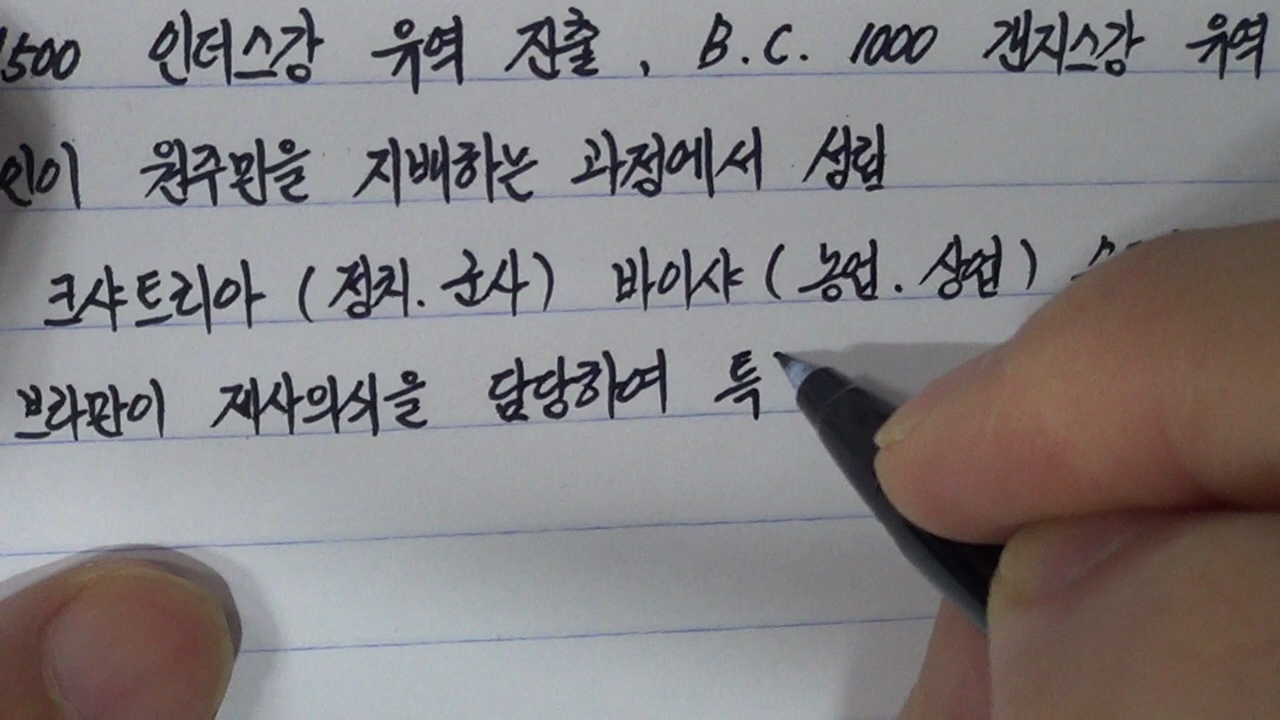 1500 인더스강 유역 진출, B.C. 1000 갠지스강 유역
인이 원주민을 지배하는 과정에서 성립
크샤트리아 (정치.군사) 바이샤 (농업.상업)
브라만이 제사의식을 담당하여 특